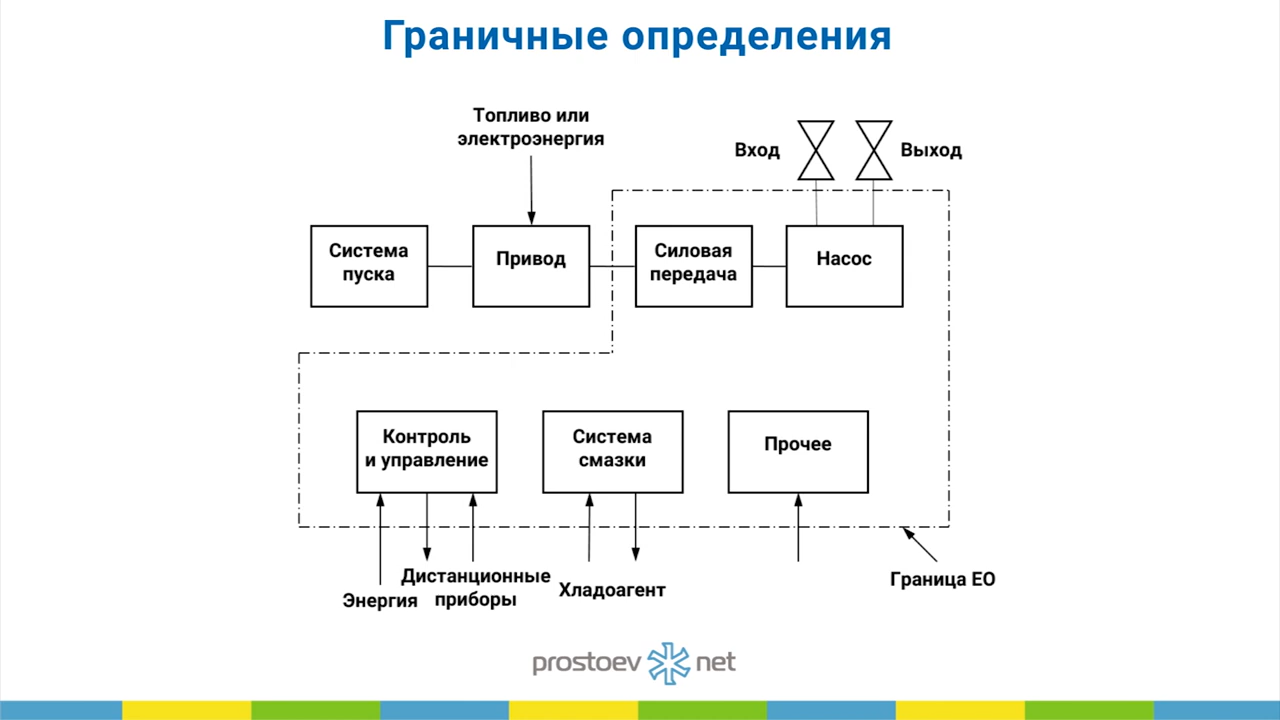 Граничные определения
Топливо или
электроэнергия
Вход
Выход
Система
пуска
Привод
Силовая
передача
Насос
Контроль
и управление
Система
смазки
Прочее
Энергия
Дистанционные
приборы
Хладоагент
Граница ЕО
prostoev net